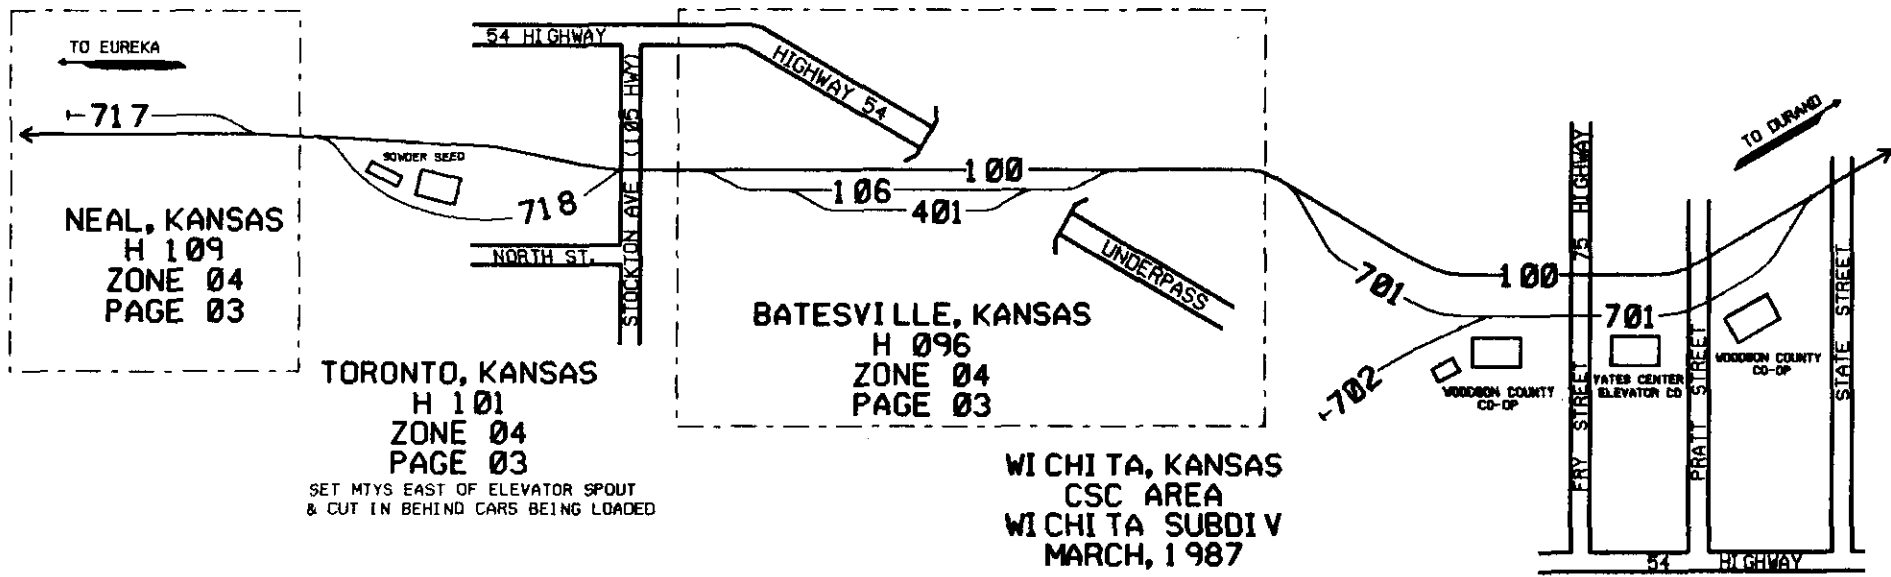 TO EUREKA
717
NEAL, KANSAS
H 109
ZONE 04
PAGE 03
54 HIGHWAY
SOWDER SEED
718
NORTH ST.
STOCKTON AVE (105 HWY)
TORONTO, KANSAS
H 101
ZONE 04
PAGE 03
SET MTYS EAST OF ELEVATOR SPOUT
& CUT IN BEHIND CARS BEING LOADED
HIGHWAY 54
100
106
401
UNDERPASS
BATESVILLE, KANSAS
H 096
ZONE 04
PAGE 03
WICHITA, KANSAS
CSC AREA
WICHITA SUBDIV
MARCH, 1987
701
100
701
702
WOODSON COUNTY
CO-OP
FRY STREET 75 HIGHWAY
YATES CENTER
ELEVATOR CO
PRATT STREET
WOODSON COUNTY
CO-OP
STATE STREET
TO DURAND
54 HIGHWAY